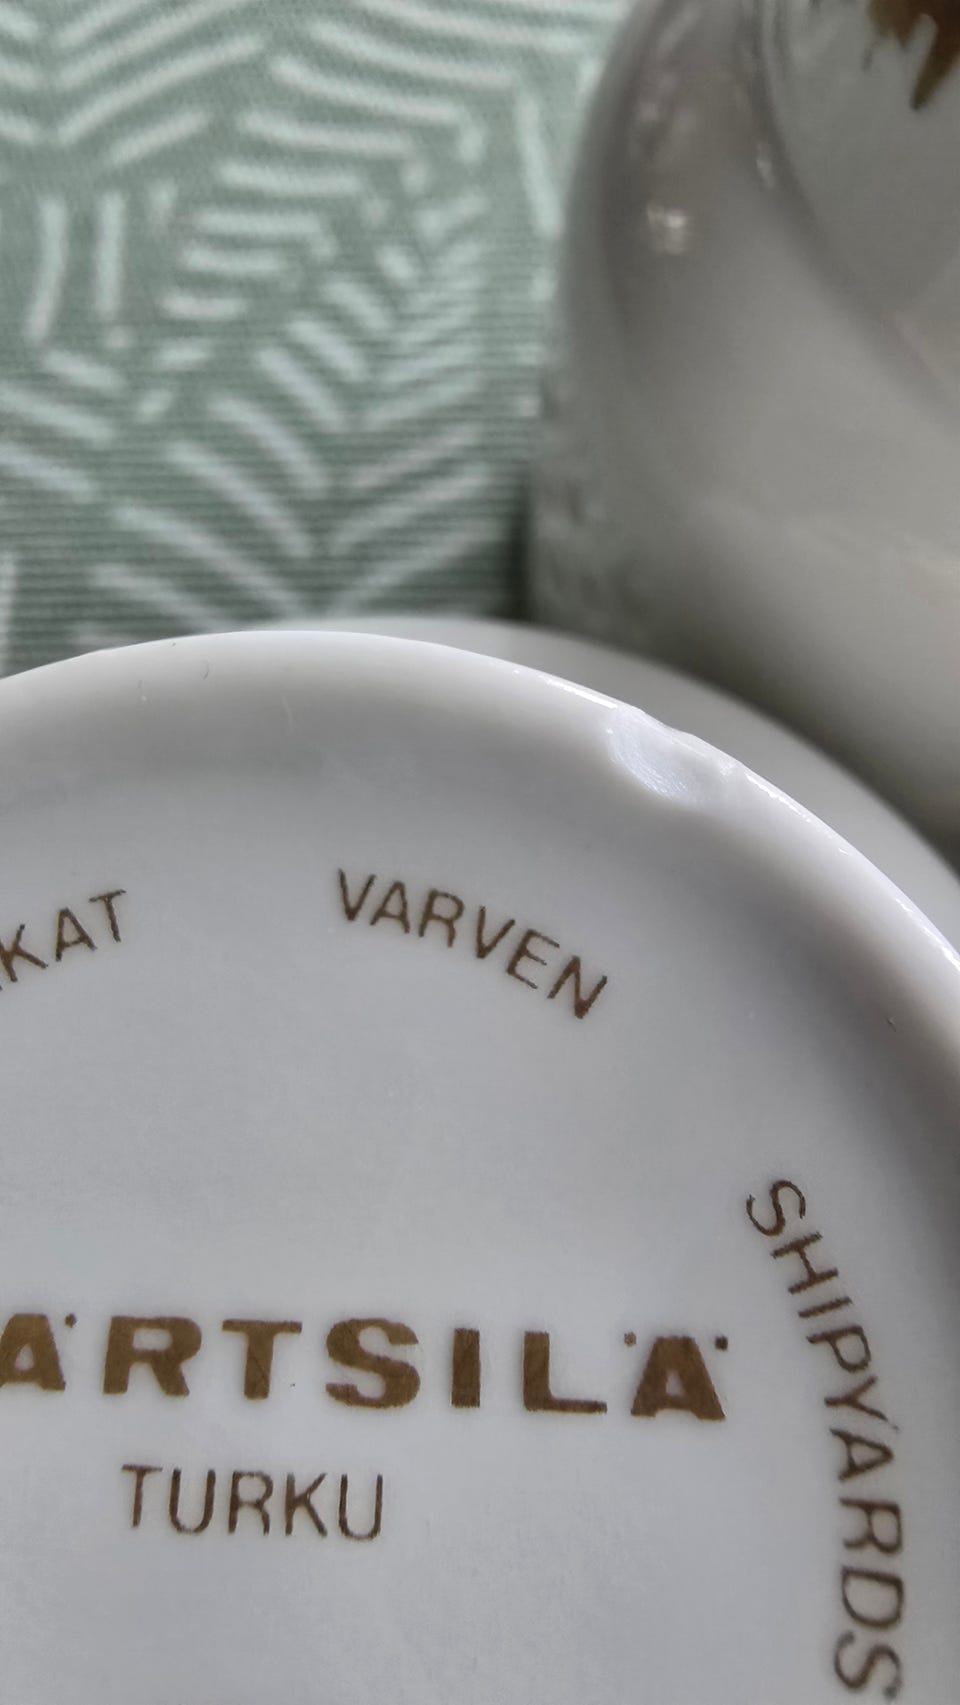 KAT
VARVEN
SHIPYARDS
ÄRTSILÄ
TURKU